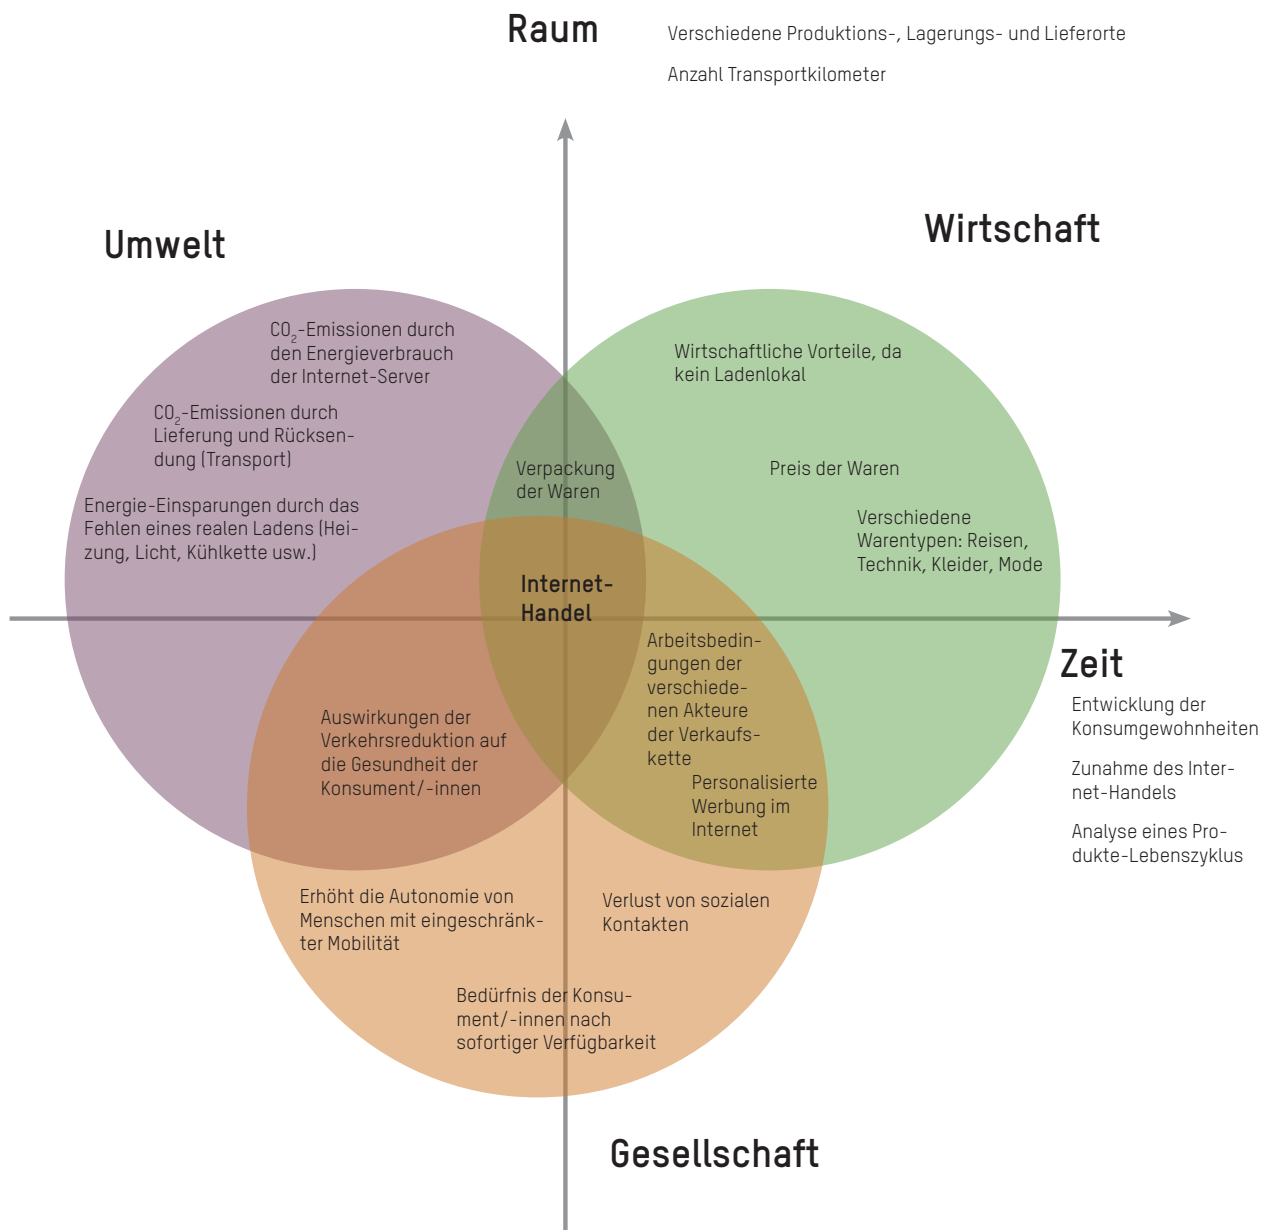 Raum
Verschiedene Produktions-, Lagerungs- und Lieferorte
Anzahl Transportkilometer
Umwelt
Wirtschaft
CO₂-Emissionen durch
den Energieverbrauch
der Internet-Server
CO₂-Emissionen durch
Lieferung und Rücksen-
dung (Transport)
Energie-Einsparungen durch das
Fehlen eines realen Ladens (Hei-
zung, Licht, Kühlkette usw.)
Wirtschaftliche Vorteile, da
kein Ladenlokal
Verpackung
der Waren
Preis der Waren
Verschiedene
Warentypen: Reisen,
Technik, Kleider, Mode
Internet-
Handel
Arbeitsbedin-
gungen der
verschiede-
nen Akteure
der Verkaufs-
kette
Personalisierte
Werbung im
Internet
Zeit
Entwicklung der
Konsumgewohnheiten
Zunahme des Inter-
net-Handels
Analyse eines Pro-
dukte-Lebenszyklus
Auswirkungen der
Verkehrsreduktion auf
die Gesundheit der
Konsument/-innen
Erhöht die Autonomie von
Menschen mit eingeschränk-
ter Mobilität
Verlust von sozialen
Kontakten
Bedürfnis der Konsu-
ment/-innen nach
sofortiger Verfügbarkeit
Gesellschaft